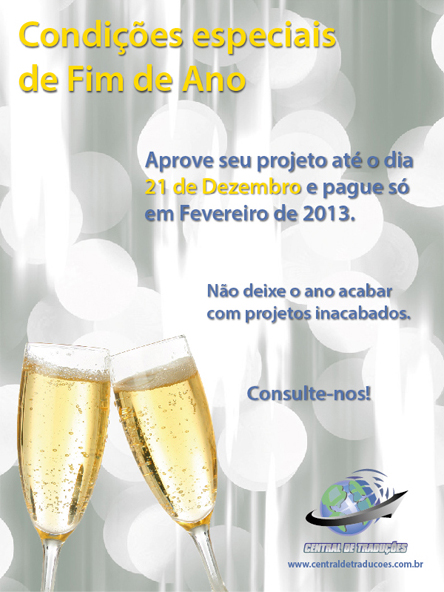 Condições especiais
de Fim de Ano
Aprove seu projeto até o dia
21 de Dezembro e pague só
em Fevereiro de 2013.
Não deixe o ano acabar
com projetos inacabados.
Consulte-nos!
CENTRAL DE TRADUÇÕES
www.centraldetraducoes.com.br